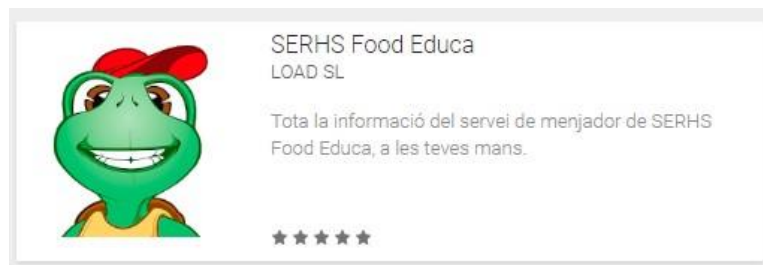 SERHS Food Educa
LOAD SL
Tota la informació del servei de menjador de SERHS
Food Educa, a les teves mans.